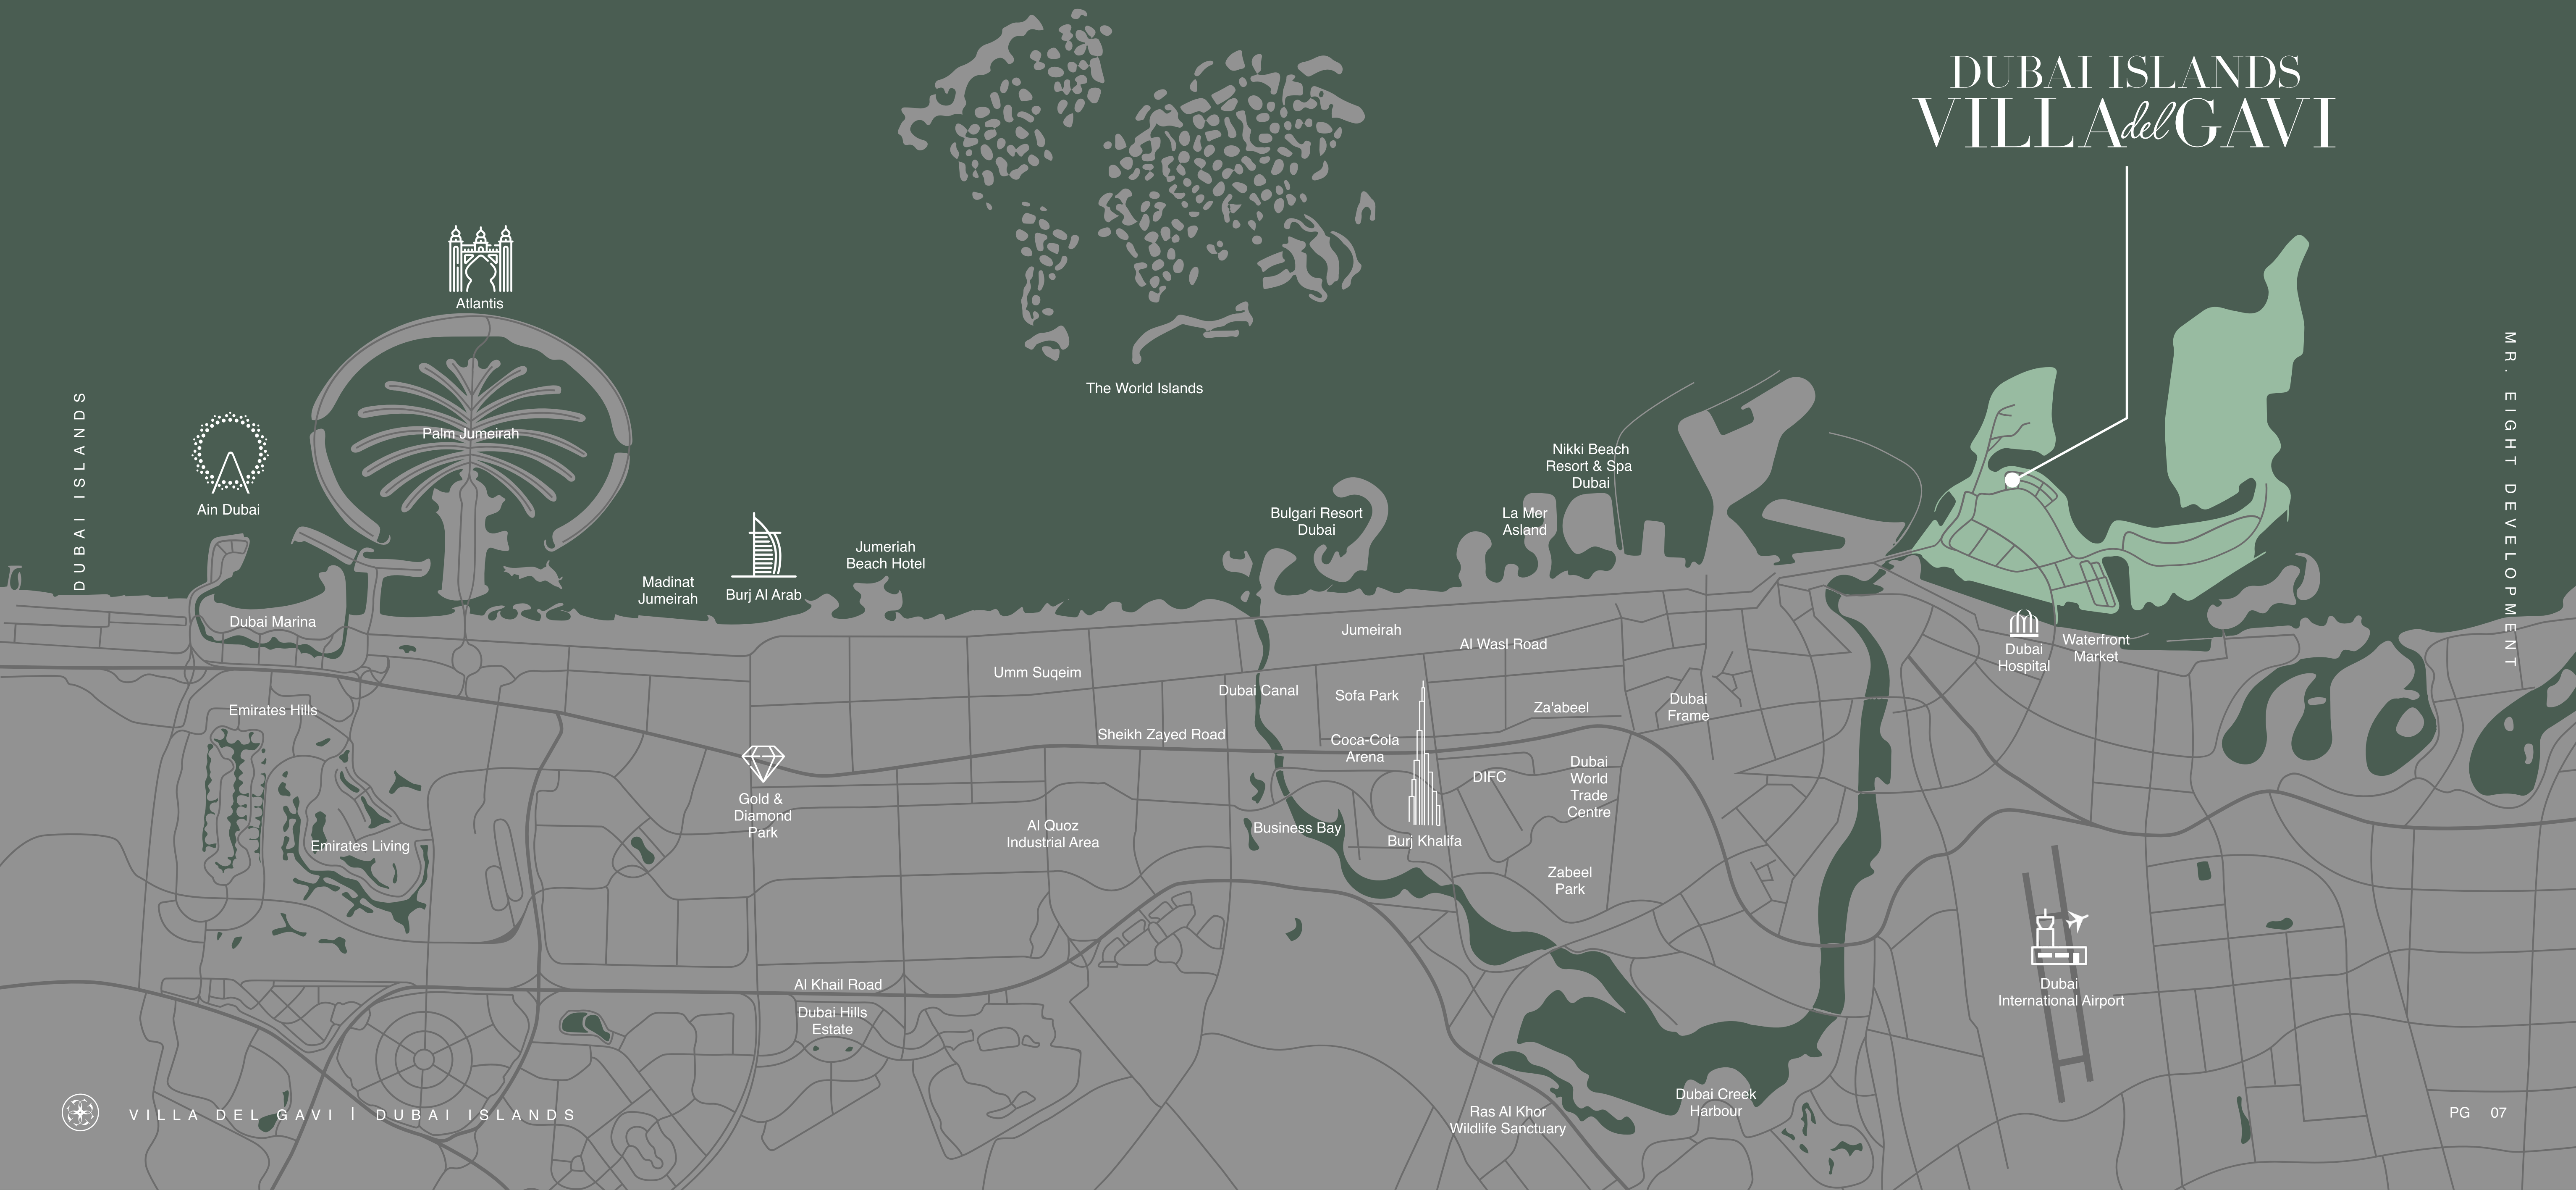 DUBAI ISLANDS
VILLA del GAVI
Atlantis
Palm Jumeirah
Ain Dubai
Dubai Marina
The World Islands
Nikki Beach
Resort & Spa
Dubai
La Mer
Asland
Bulgari Resort
Dubai
Jumeriah
Beach Hotel
Madinat
Jumeirah
Burj Al Arab
Jumeirah
Al Wasl Road
Umm Suqeim
Dubai Canal
Sofa Park
Za'abeel
Dubai
Frame
Dubai
Hospital
Waterfront
Market
Emirates Hills
Sheikh Zayed Road
Coca-Cola
Arena
DIFC
Dubai
World
Trade
Centre
Gold &
Diamond
Park
Al Quoz
Industrial Area
Business Bay
Burj Khalifa
Emirates Living
Zabeel
Park
Al Khail Road
Dubai Hills
Estate
Dubai
International Airport
Dubai Creek
Harbour
Ras Al Khor
Wildlife Sanctuary
DUBAI ISLANDS
MR. EIGHT DEVELOPMENT
VILLA DEL GAVI | DUBAI ISLANDS
PG 07